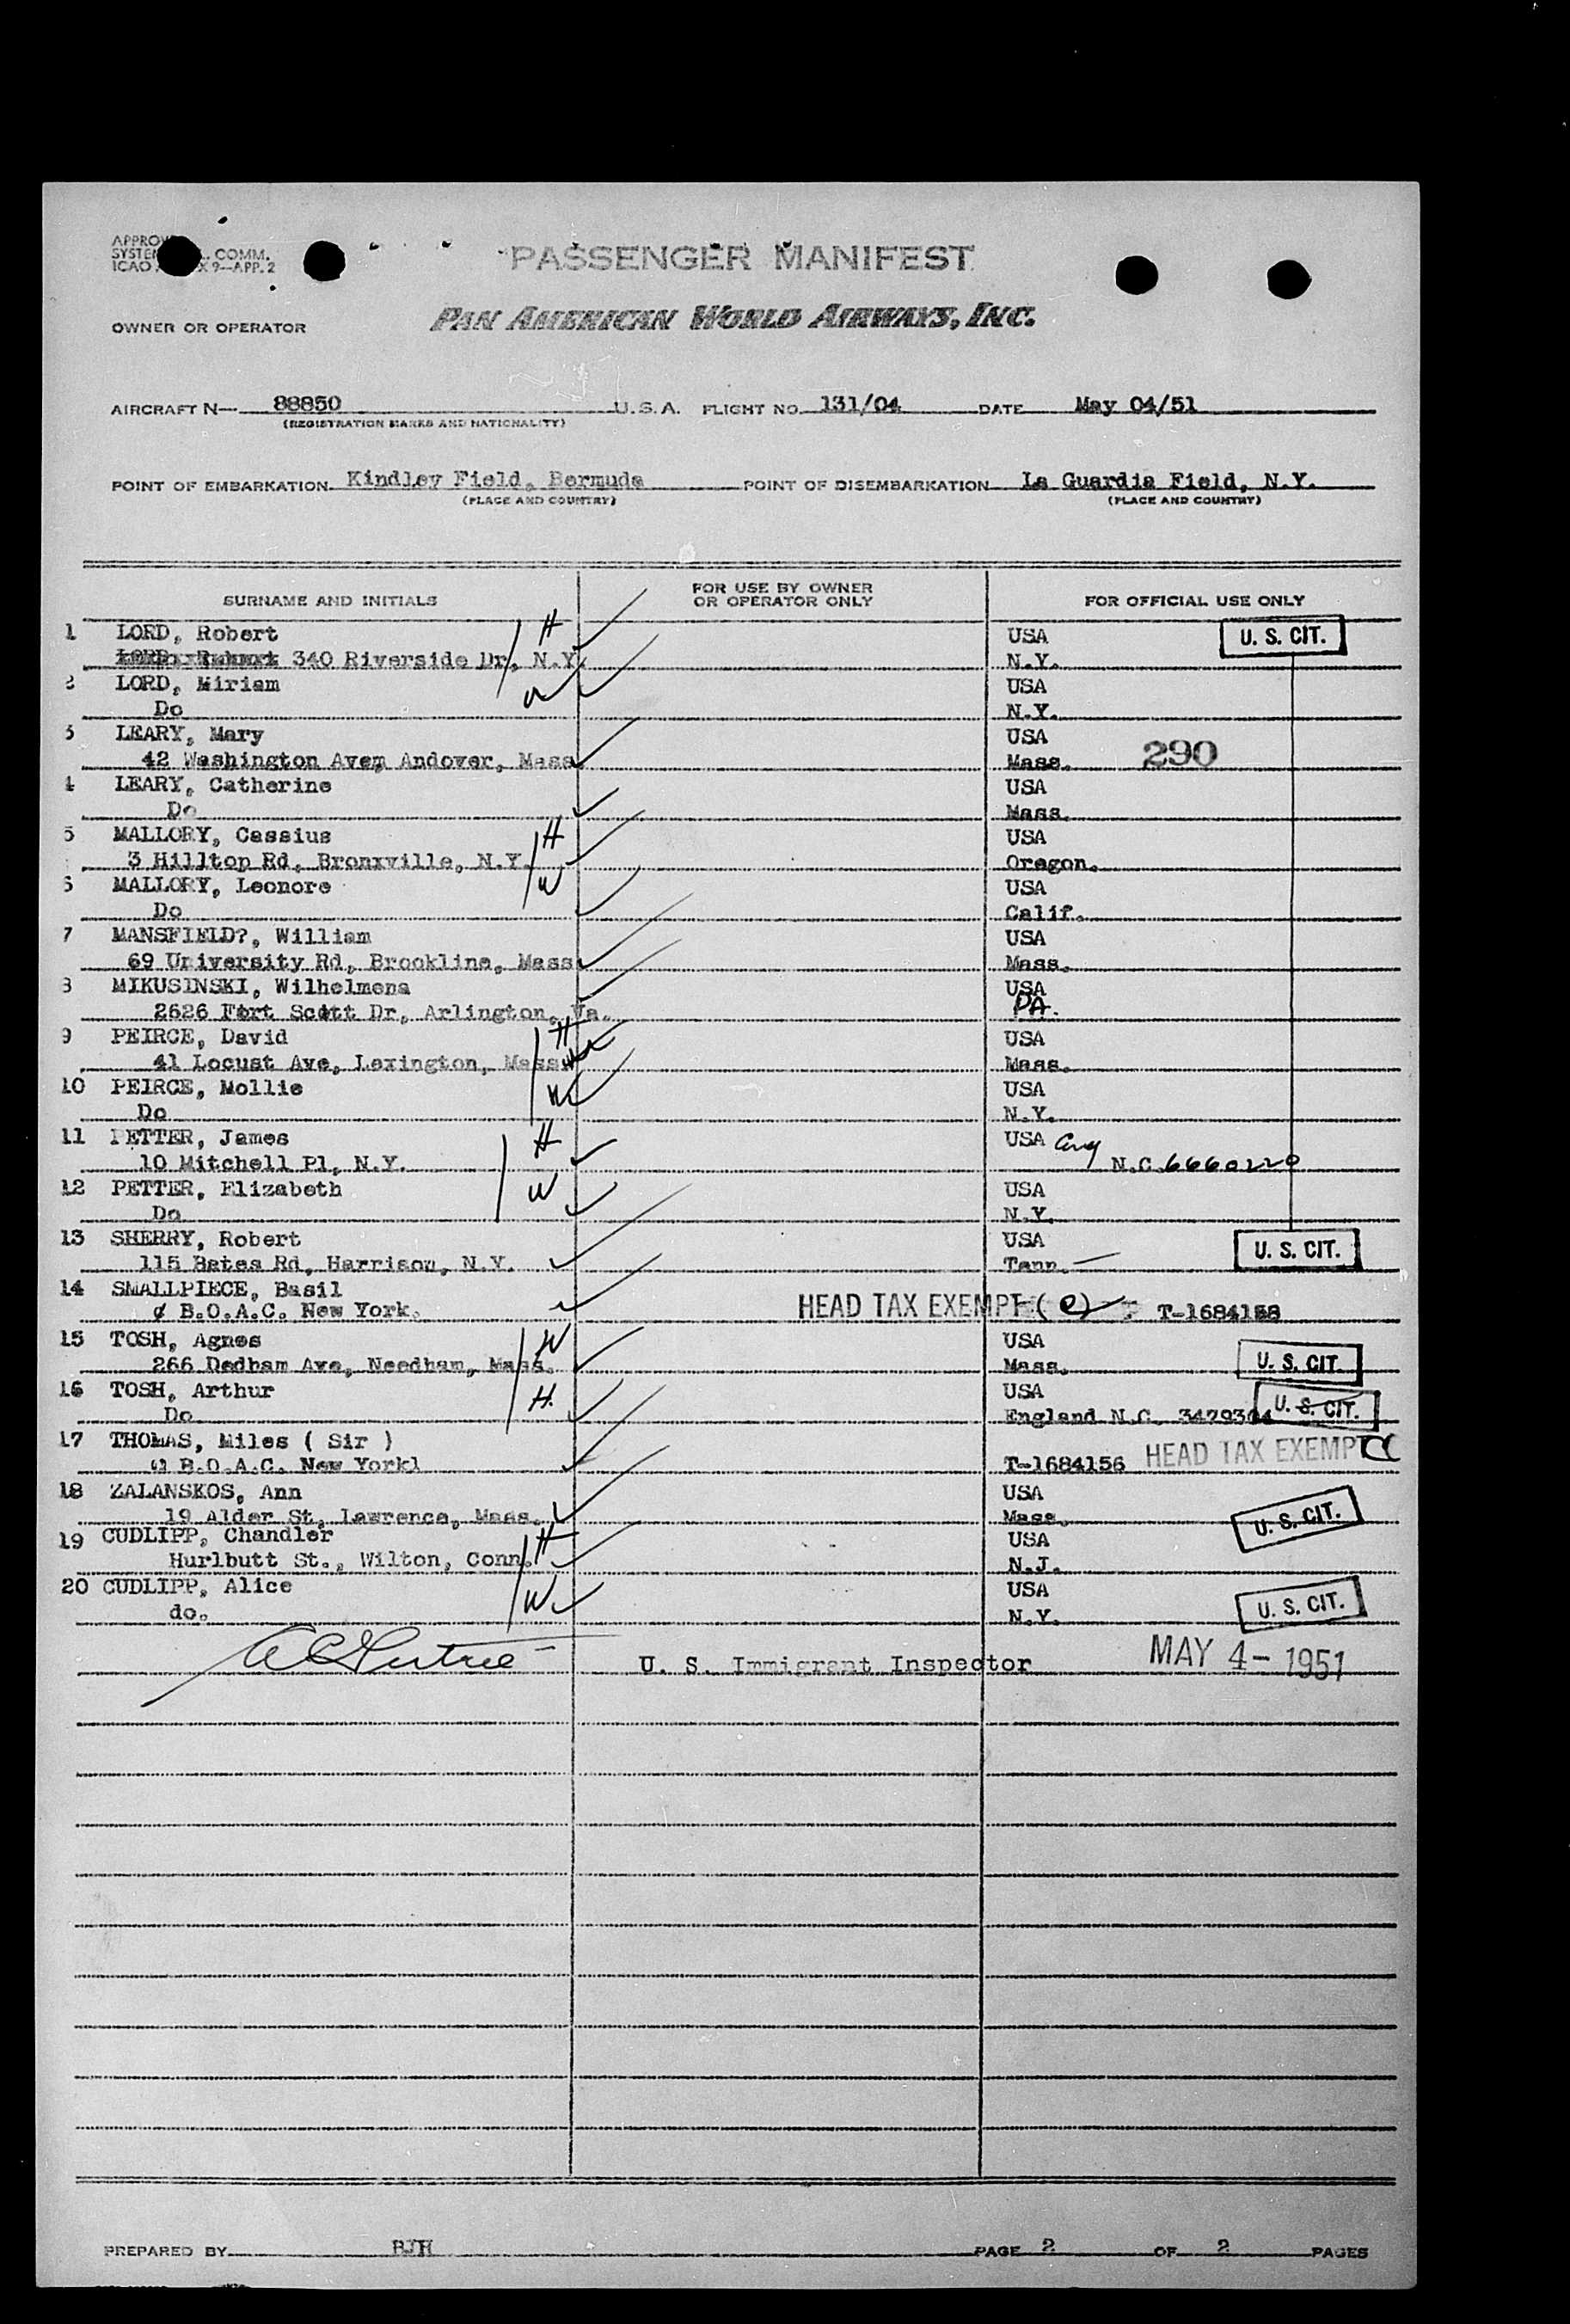 PASSENGER MANIFEST
COMM.
ICAO X 9—APP. 2
OWNER OR OPERATOR PAN AMERICAN WORLD AIRWAYS, INC.
AIRCRAFT N— 88850 U.S.A. FLIGHT NO. 131/04 DATE May 04/51
(REGISTRATION MARKS AND NATIONALITY)
POINT OF EMBARKATION Kindley Field, Bermuda POINT OF DISEMBARKATION La Guardia Field, N.Y.
(PLACE AND COUNTRY) (PLACE AND COUNTRY)
SURNAME AND INITIALS FOR USE BY OWNER OR OPERATOR ONLY FOR OFFICIAL USE ONLY
1 LORD, Robert H USA U. S. CIT.
340 Riverside Dr, N.Y. N.Y.
2 LORD, Miriam W USA
Do N.Y.
3 LEARY, Mary USA
42 Washington Ave, Andover, Mass Mass. 290
4 LEARY, Catherine USA
Do Mass.
5 MALLORY, Cassius H USA
3 Hilltop Rd, Bronxville, N.Y. Oregon.
6 MALLORY, Leonore W USA
Do Calif.
7 MANSFIELD?, William USA
69 University Rd, Brookline, Mass Mass.
8 MIKUSINSKI, Wilhelmena USA
2626 Fort Scott Dr, Arlington, Va. PA.
9 PEIRCE, David H USA
41 Locust Ave, Lexington, Mass Mass.
10 PEIRCE, Mollie W USA
Do N.Y.
11 PETTER, James H USA
10 Mitchell Pl, N.Y. N.C. 6660220
12 PETTER, Elizabeth W USA
Do N.Y.
13 SHERRY, Robert USA
115 Bates Rd, Harrison, N.Y. Tenn. U. S. CIT.
14 SMALLPIECE, Basil
¢ B.O.A.C. New York. HEAD TAX EXEMPT (e) T-1684158
15 TOSH, Agnes W USA
266 Dedham Ave, Needham, Mass. Mass. U. S. CIT.
16 TOSH, Arthur H. USA
Do England N.C. 3479364 U. S. CIT.
17 THOMAS, Miles ( Sir )
B.O.A.C. New York1 T-1684156 HEAD TAX EXEMPT
18 ZALANSKOS, Ann USA
19 Alder St, Lawrence, Mass. Mass. U. S. CIT.
19 CUDLIPP, Chandler H USA
Hurlbutt St., Wilton, Conn. N.J.
20 CUDLIPP, Alice W USA
do. N.Y. U. S. CIT.
U. S. Immigrant Inspector MAY 4- 1951
PREPARED BY RJH PAGE 2 OF 2 PAGES